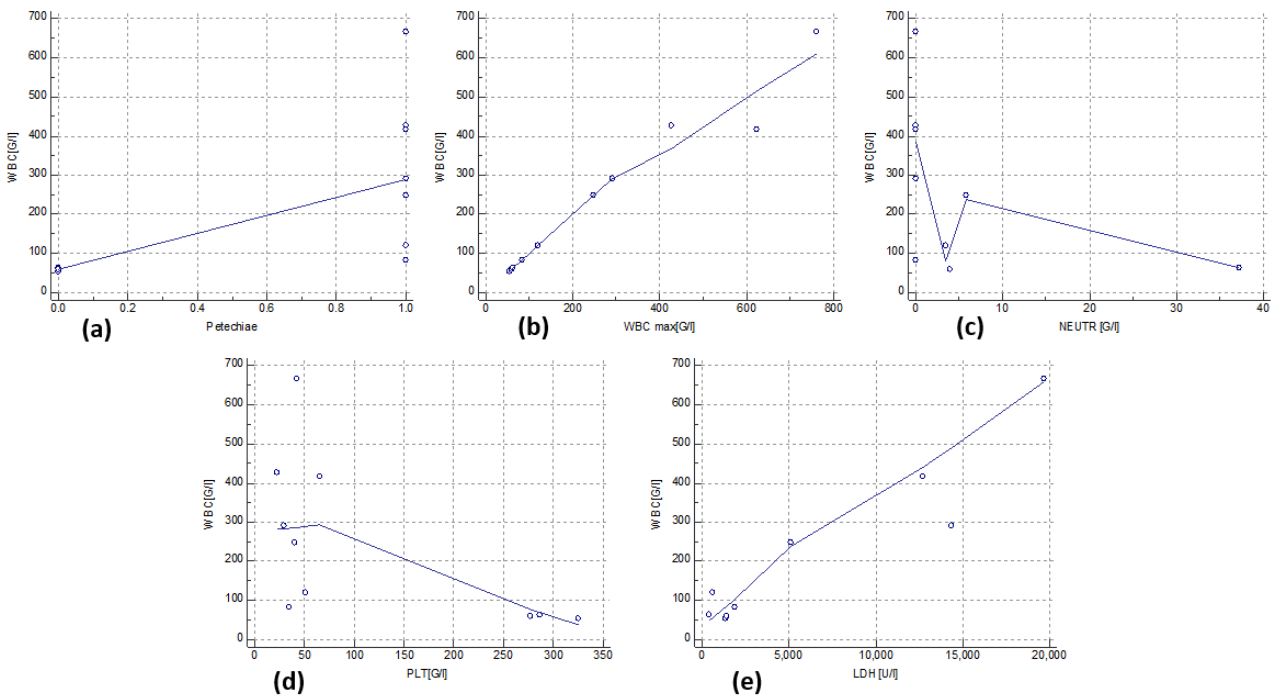 700
600
500
400
300
200
100
0
WBC[G/l]
0.0 0.2 0.4 0.6 0.8 1.0
Petechiae
(a)
700
600
500
400
300
200
100
0
WBC[G/l]
0 200 400 600 800
WBC max[G/l]
(b)
700
600
500
400
300
200
100
0
WBC[G/l]
0 10 20 30 40
NEUTR [G/l]
(c)
700
600
500
400
300
200
100
0
WBC[G/l]
0 50 100 150 200 250 300 350
PLT[G/l]
(d)
700
600
500
400
300
200
100
0
WBC[G/l]
0 5,000 10,000 15,000 20,000
LDH [U/l]
(e)